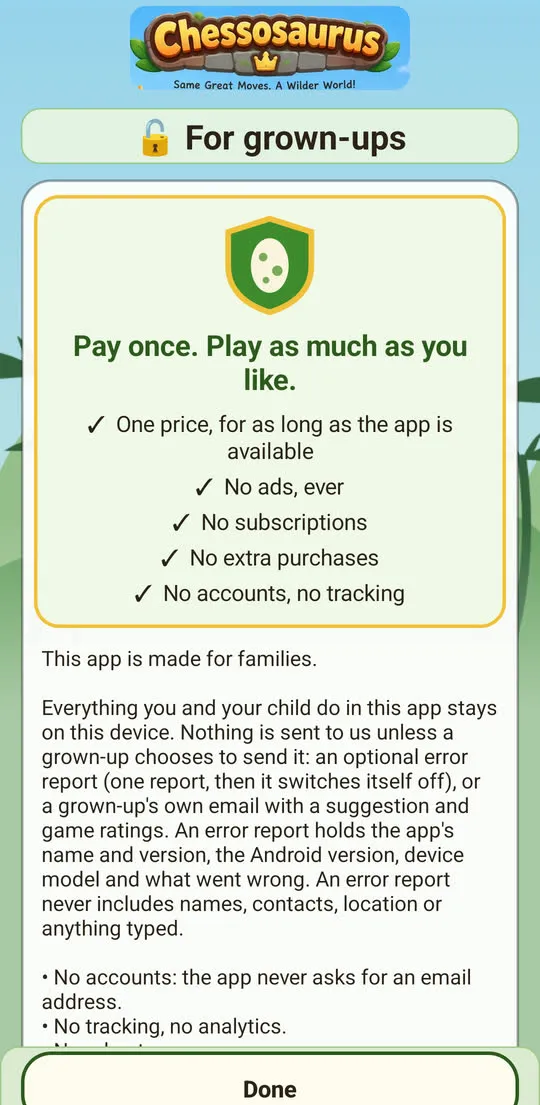 Chessosaurus
Same Great Moves. A Wilder World!
For grown-ups
Pay once. Play as much as you
like.
✓ One price, for as long as the app is
available
✓ No ads, ever
✓ No subscriptions
✓ No extra purchases
✓ No accounts, no tracking
This app is made for families.
Everything you and your child do in this app stays
on this device. Nothing is sent to us unless a
grown-up chooses to send it: an optional error
report (one report, then it switches itself off), or
a grown-up's own email with a suggestion and
game ratings. An error report holds the app's
name and version, the Android version, device
model and what went wrong. An error report
never includes names, contacts, location or
anything typed.
• No accounts: the app never asks for an email
address.
• No tracking, no analytics.
Done